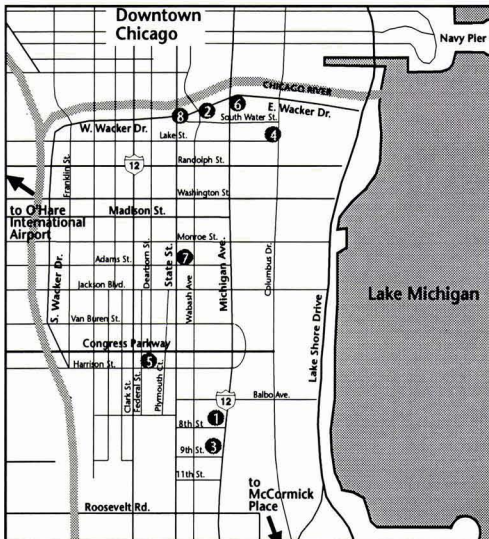 Downtown
Chicago
Navy Pier
CHICAGO RIVER
6
2
8
E. Wacker Dr.
South Water St.
W. Wacker Dr.
Lake St.
4
12
Randolph St.
Franklin St.
Washington St.
to O'Hare
International
Airport
Madison St.
Monroe St.
Adams St.
7
Dearborn St.
State St.
Wabash Ave
Michigan Ave.
Columbus Dr.
S. Wacker Dr.
Jackson Blvd.
Lake Michigan
Lake Shore Drive
Van Buren St.
Congress Parkway
5
Harrison St.
Clark St.
Federal St.
Plymouth Ct.
12
Balbo Ave.
1
8th St
3
9th St.
11th St.
to
McCormick
Place
Roosevelt Rd.